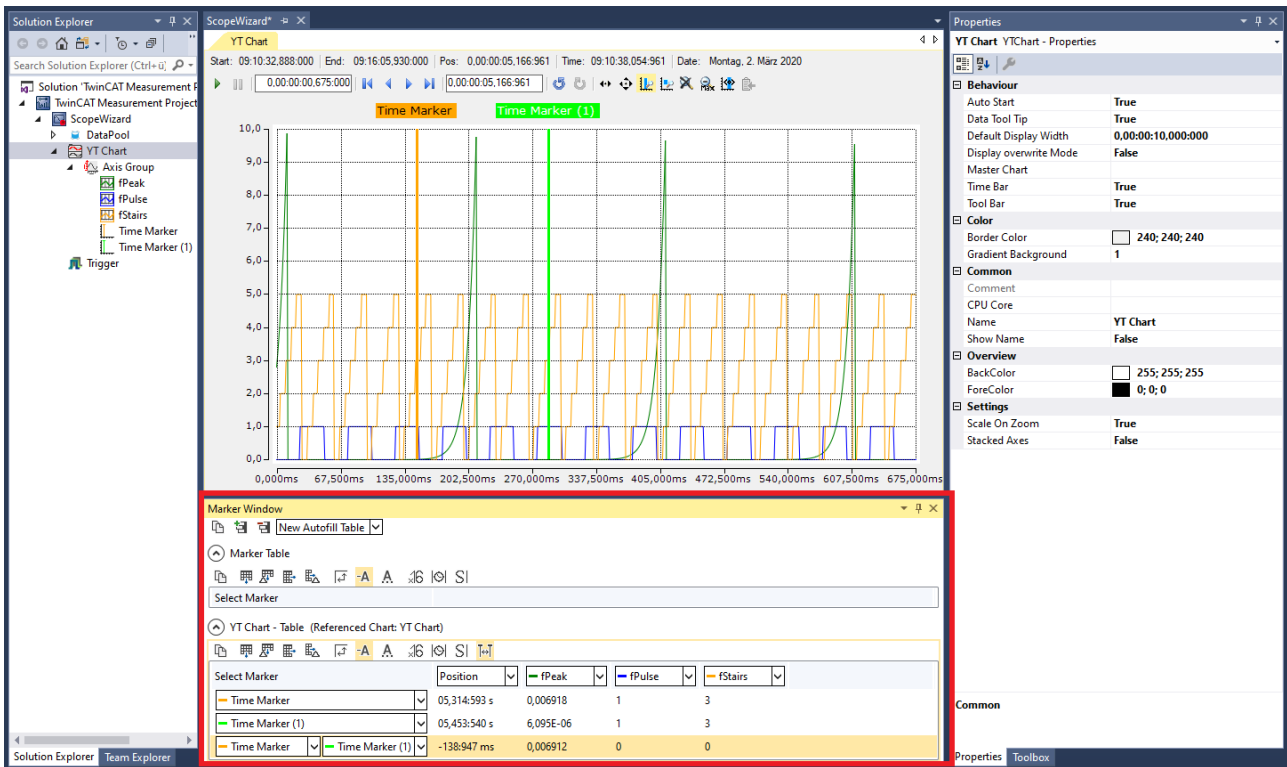 Solution Explorer
Search Solution Explorer (Ctrl+ü)
Solution 'TwinCAT Measurement P
TwinCAT Measurement Project
ScopeWizard
DataPool
YT Chart
Axis Group
fPeak
fPulse
fStairs
Time Marker
Time Marker (1)
Trigger
Solution Explorer Team Explorer
ScopeWizard*
YT Chart
Start: 09:10:32,888:000 End: 09:16:05,930:000 Pos: 0,00:00:05,166:961 Time: 09:10:38,054:961 Date: Montag, 2. März 2020
0,00:00:00,675:000 0,00:00:05,166:961
Time Marker Time Marker (1)
10,0
9,0
8,0
7,0
6,0
5,0
4,0
3,0
2,0
1,0
0,0
0,000ms 67,500ms 135,000ms 202,500ms 270,000ms 337,500ms 405,000ms 472,500ms 540,000ms 607,500ms 675,000ms
Marker Window
New Autofill Table
Marker Table
-A A .16 |O| S|
Select Marker
YT Chart - Table (Referenced Chart: YT Chart)
-A A .16 |O| S|
Select Marker Position fPeak fPulse fStairs
Time Marker 05,314:593 s 0,006918 1 3
Time Marker (1) 05,453:540 s 6,095E-06 1 3
Time Marker Time Marker (1) -138:947 ms 0,006912 0 0
Properties
YT Chart YTChart - Properties
Behaviour
Auto Start True
Data Tool Tip True
Default Display Width 0,00:00:10,000:000
Display overwrite Mode False
Master Chart
Time Bar True
Tool Bar True
Color
Border Color 240; 240; 240
Gradient Background 1
Common
Comment
CPU Core
Name YT Chart
Show Name False
Overview
BackColor 255; 255; 255
ForeColor 0; 0; 0
Settings
Scale On Zoom True
Stacked Axes False
Common
Properties Toolbox